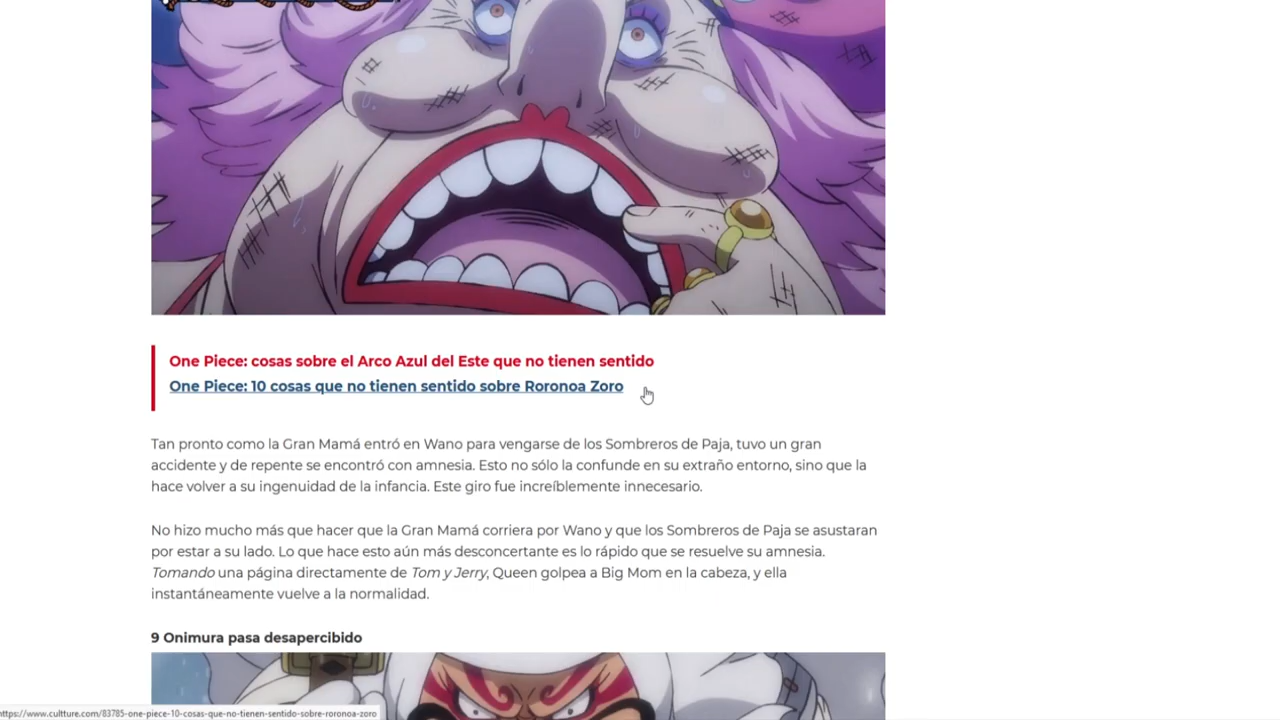 One Piece: cosas sobre el Arco Azul del Este que no tienen sentido
One Piece: 10 cosas que no tienen sentido sobre Roronoa Zoro
Tan pronto como la Gran Mamá entró en Wano para vengarse de los Sombreros de Paja, tuvo un gran
accidente y de repente se encontró con amnesia. Esto no sólo la confunde en su extraño entorno, sino que la
hace volver a su ingenuidad de la infancia. Este giro fue increíblemente innecesario.
No hizo mucho más que hacer que la Gran Mamá corriera por Wano y que los Sombreros de Paja se asustaran
por estar a su lado. Lo que hace esto aún más desconcertante es lo rápido que se resuelve su amnesia.
Tomando una página directamente de Tom y Jerry, Queen golpea a Big Mom en la cabeza, y ella
instantáneamente vuelve a la normalidad.
9 Onimura pasa desapercibido
https://www.cultture.com/83785-one-piece-10-cosas-que-no-tienen-sentido-sobre-roronoa-zoro